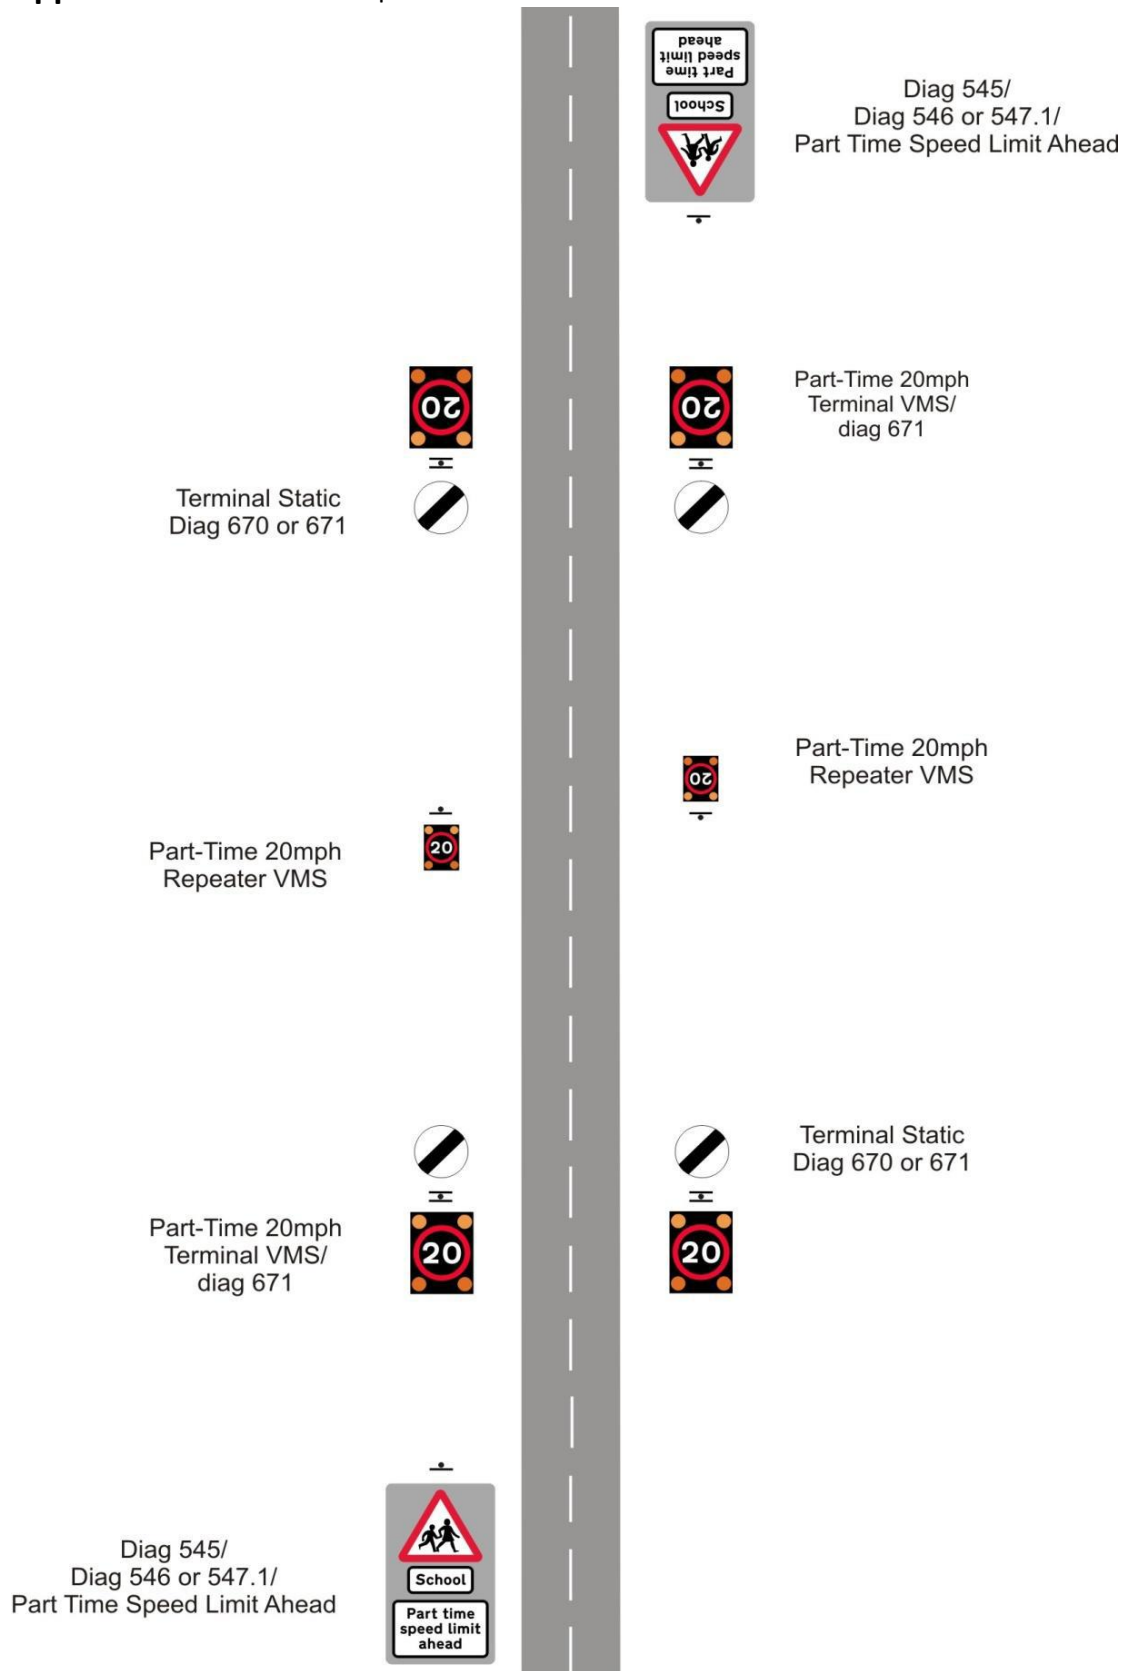 Part time
speed limit
ahead
School
Diag 545/
Diag 546 or 547.1/
Part Time Speed Limit Ahead
20
20
Part-Time 20mph
Terminal VMS/
diag 671
Terminal Static
Diag 670 or 671
20
Part-Time 20mph
Repeater VMS
Part-Time 20mph
Repeater VMS
20
Terminal Static
Diag 670 or 671
Part-Time 20mph
Terminal VMS/
diag 671
20
20
Diag 545/
Diag 546 or 547.1/
Part Time Speed Limit Ahead
School
Part time
speed limit
ahead